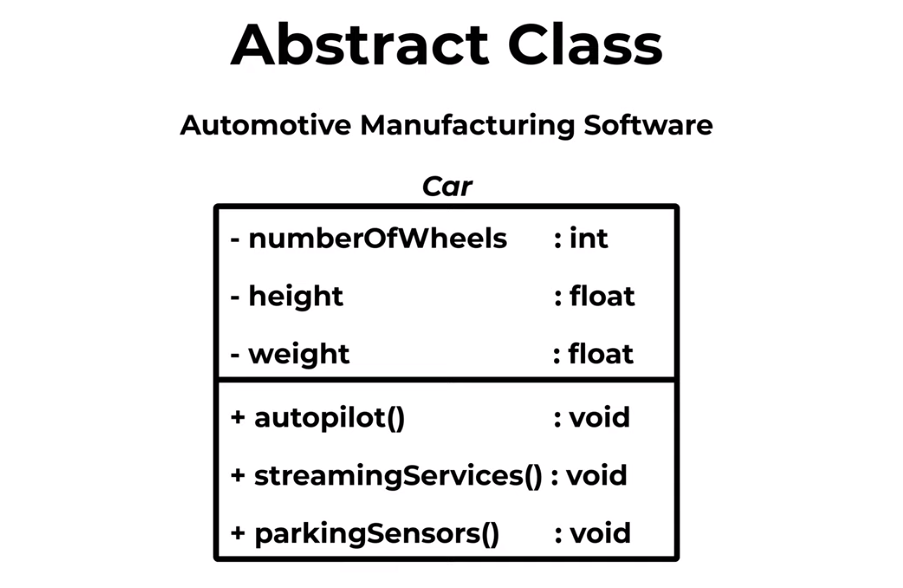 Abstract Class
Automotive Manufacturing Software
Car
- numberOfWheels : int
- height : float
- weight : float
+ autopilot() : void
+ streamingServices() : void
+ parkingSensors() : void